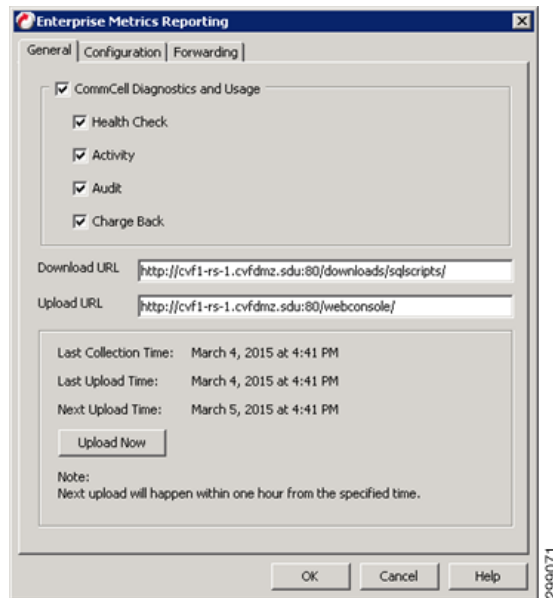 Enterprise Metrics Reporting
General Configuration Forwarding
CommCell Diagnostics and Usage
Health Check
Activity
Audit
Charge Back
Download URL http://cvf1-rs-1.cvfdmz.sdu:80/downloads/sqlscripts/
Upload URL http://cvf1-rs-1.cvfdmz.sdu:80/webconsole/
Last Collection Time: March 4, 2015 at 4:41 PM
Last Upload Time: March 4, 2015 at 4:41 PM
Next Upload Time: March 5, 2015 at 4:41 PM
Upload Now
Note:
Next upload will happen within one hour from the specified time.
OK Cancel Help
299071